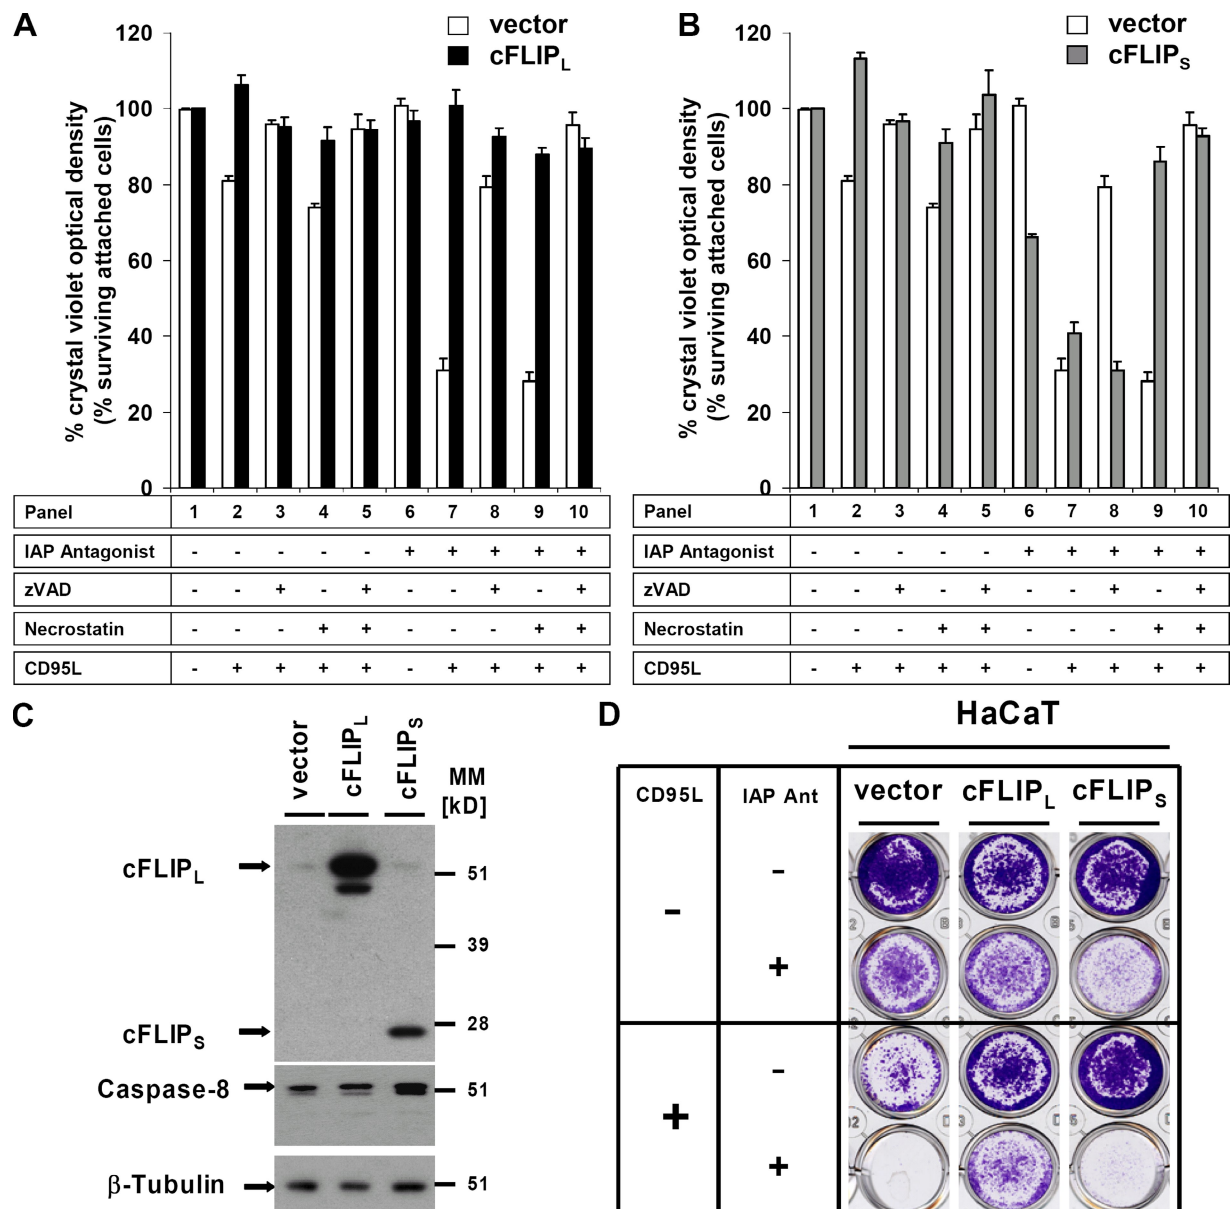 A
vector
cFLIPL
% crystal violet optical density
(% surviving attached cells)
120
100
80
60
40
20
0
Panel 1 2 3 4 5 6 7 8 9 10
IAP Antagonist - - - - - + + + + +
zVAD - - + - + - - + - +
Necrostatin - - - + + - - - + +
CD95L - + + + + - + + + +
B
vector
cFLIPS
% crystal violet optical density
(% surviving attached cells)
120
100
80
60
40
20
0
Panel 1 2 3 4 5 6 7 8 9 10
IAP Antagonist - - - - - + + + + +
zVAD - - + - + - - + - +
Necrostatin - - - + + - - - + +
CD95L - + + + + - + + + +
C
vector
cFLIPL
cFLIPS
MM
[kD]
cFLIPL
51
39
cFLIPS
28
Caspase-8
51
β-Tubulin
51
D
HaCaT
CD95L IAP Ant vector cFLIPL cFLIPS
-
-
+
-
+
+